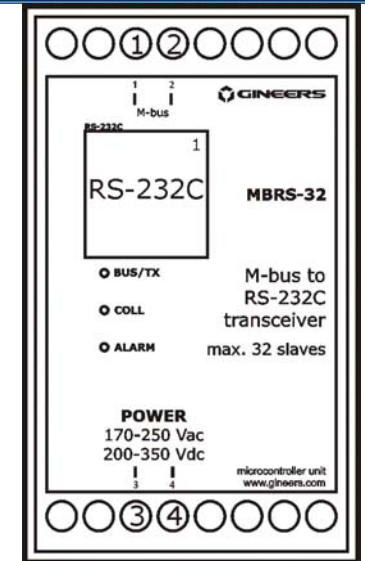 1 2
1 2
M-bus
GINEERS
RS-232C
1
RS-232C
MBRS-32
BUS/TX
COLL
ALARM
M-bus to
RS-232C
transceiver
max. 32 slaves
POWER
170-250 Vac
200-350 Vdc
3 4
microcontroller unit
www.gineers.com
3 4